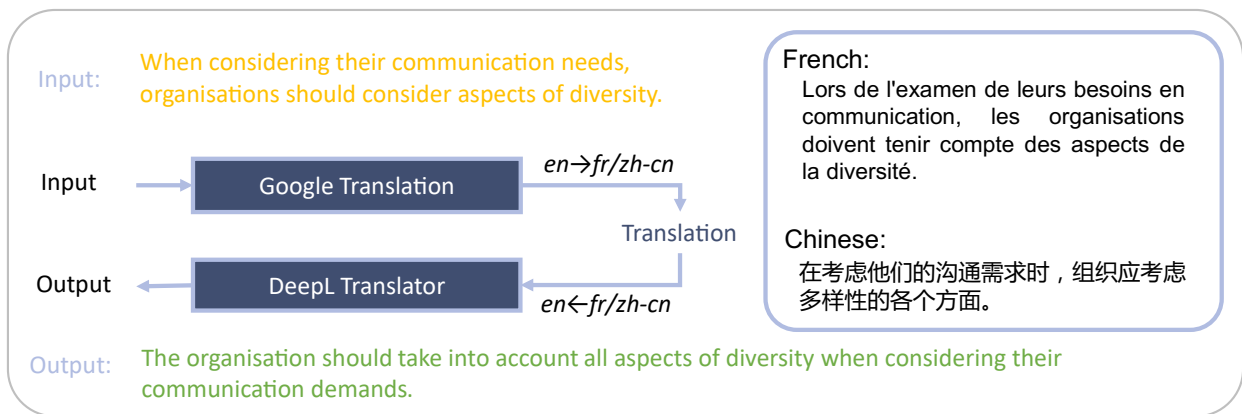 Input:
When considering their communication needs,
organisations should consider aspects of diversity.
Input
Google Translation
en→fr/zh-cn
Translation
Output
DeepL Translator
en←fr/zh-cn
Output:
The organisation should take into account all aspects of diversity when considering their
communication demands.
French:
Lors de l'examen de leurs besoins en
communication, les organisations
doivent tenir compte des aspects de
la diversité.
Chinese:
在考虑他们的沟通需求时，组织应考虑
多样性的各个方面。